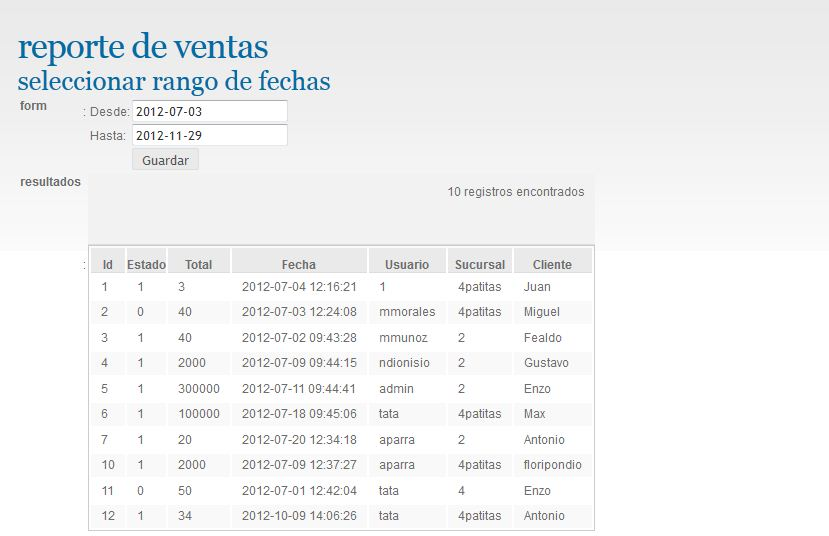 reporte de ventas
seleccionar rango de fechas
form : Desde: 2012-07-03
Hasta: 2012-11-29
Guardar
resultados
10 registros encontrados
: Id Estado Total Fecha Usuario Sucursal Cliente
1 1 3 2012-07-04 12:16:21 1 4patitas Juan
2 0 40 2012-07-03 12:24:08 mmorales 4patitas Miguel
3 1 40 2012-07-02 09:43:28 mmunoz 2 Fealdo
4 1 2000 2012-07-09 09:44:15 ndionisio 2 Gustavo
5 1 300000 2012-07-11 09:44:41 admin 2 Enzo
6 1 100000 2012-07-18 09:45:06 tata 4patitas Max
7 1 20 2012-07-20 12:34:18 aparra 2 Antonio
10 1 2000 2012-07-09 12:37:27 aparra 4patitas floripondio
11 0 50 2012-07-01 12:42:04 tata 4 Enzo
12 1 34 2012-10-09 14:06:26 tata 4patitas Antonio